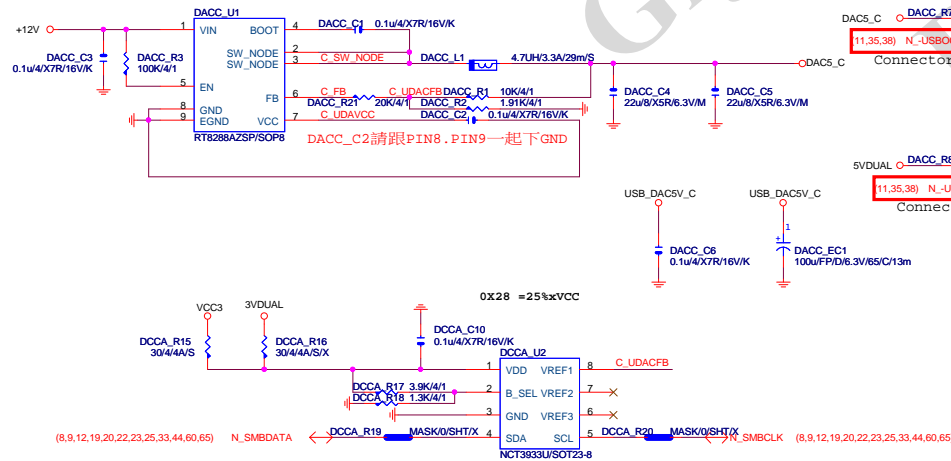 DACC_U1
+12V
1
VIN
BOOT
4
DACC_C1
0.1u/4/X7R/16V/K
DAC5_C
DACC_R7
(11,35,38) N_-USBOC
Connector
DACC_C3
0.1u/4/X7R/16V/K
DACC_R3
100K/4/1
SW_NODE
2
SW_NODE
3
C_SW_NODE
DACC_L1
4.7UH/3.3A/29m/S
DAC5_C
5
EN
FB
6
C_FB
C_UDACFB
DACC_R1
10K/4/1
DACC_R21
20K/4/1
DACC_R2
1.91K/4/1
DACC_C4
22u/8/X5R/6.3V/M
DACC_C5
22u/8/X5R/6.3V/M
8
GND
9
EGND
VCC
7
C_UDAVCC
DACC_C2
0.1u/4/X7R/16V/K
RT8288AZSP/SOP8
DACC_C2請跟PIN8.PIN9一起下GND
5VDUAL
DACC_R8
(11,35,38) N_-U
Connec
USB_DAC5V_C
USB_DAC5V_C
DACC_C6
0.1u/4/X7R/16V/K
1
+
DACC_EC1
100u/FP/D/6.3V/65/C/13m
0X28 =25%xVCC
VCC3
3VDUAL
DCCA_R15
30/4/4A/S
DCCA_R16
30/4/4A/S/X
DCCA_C10
0.1u/4/X7R/16V/K
DCCA_U2
1
VDD
VREF1
8
C_UDACFB
DCCA_R17 3.9K/4/1
DCCA_R18 1.3K/4/1
2
B_SEL
VREF2
7
3
GND
VREF3
6
(8,9,12,19,20,22,23,25,33,44,60,65) N_SMBDATA
DCCA_R19
MASK/0/SHT/X
4
SDA
SCL
5
DCCA_R20
MASK/0/SHT/X
N_SMBCLK (8,9,12,19,20,22,23,25,33,44,60,65)
NCT3933U/SOT23-8